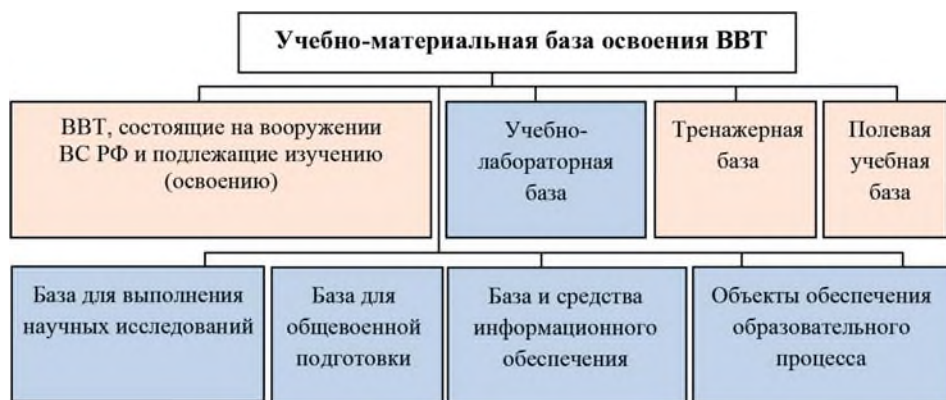 Учебно-материальная база освоения ВВТ
ВВТ, состоящие на вооружении
ВС РФ и подлежащие изучению
(освоению)
Учебно-
лабораторная
база
Тренажерная
база
Полевая
учебная
база
База для выполнения
научных исследований
База для
общевоенной
подготовки
База и средства
информационного
обеспечения
Объекты обеспечения
образовательного
процесса